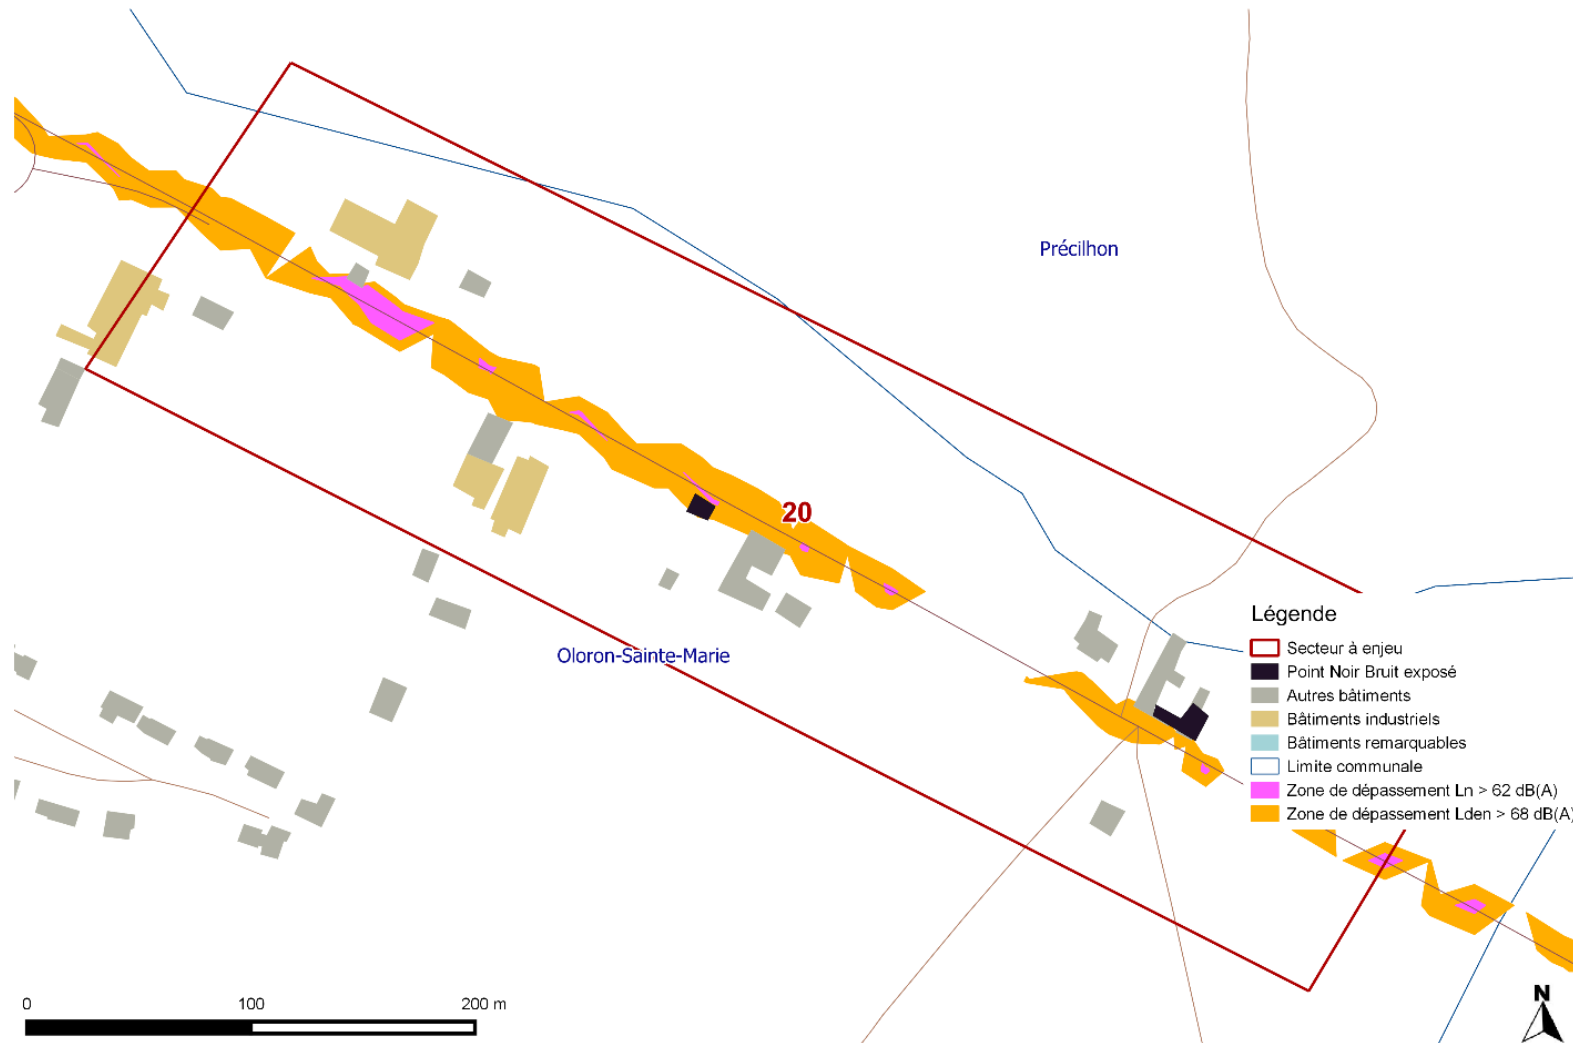 Précilhon
20
Oloron-Sainte-Marie
Légende
Secteur à enjeu
Point Noir Bruit exposé
Autres bâtiments
Bâtiments industriels
Bâtiments remarquables
Limite communale
Zone de dépassement Ln > 62 dB(A)
Zone de dépassement Lden > 68 dB(A)
0 100 200 m
N